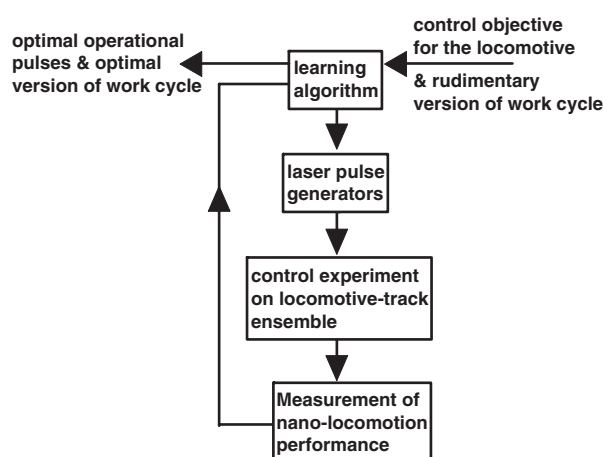 optimal operational
pulses & optimal
version of work cycle
control objective
for the locomotive
& rudimentary
version of work cycle
learning
algorithm
laser pulse
generators
control experiment
on locomotive-track
ensemble
Measurement of
nano-locomotion
performance